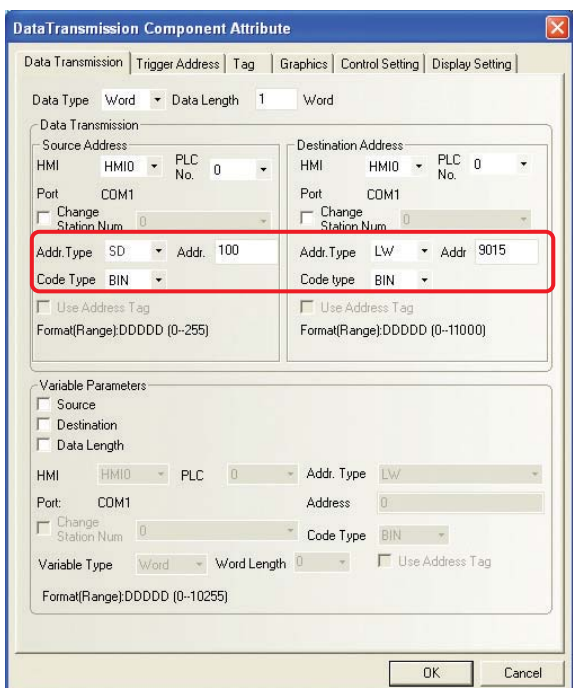 DataTransmission Component Attribute
Data Transmission Trigger Address Tag Graphics Control Setting Display Setting
Data Type Word Data Length 1 Word
Data Transmission
Source Address
HMI HMI0 PLC No. 0
Port COM1
Change Station Num 0
Addr.Type SD Addr. 100
Code Type BIN
Use Address Tag
Format(Range):DDDDD (0--255)
Destination Address
HMI HMI0 PLC No. 0
Port COM1
Change Station Num 0
Addr.Type LW Addr 9015
Code type BIN
Use Address Tag
Format(Range):DDDDD (0--11000)
Variable Parameters
Source
Destination
Data Length
HMI HMI0 PLC 0 Addr. Type LW
Port: COM1 Address 0
Change Station Num 0 Code Type BIN
Variable Type Word Word Length 0 Use Address Tag
Format(Range):DDDDD (0--10255)
OK Cancel